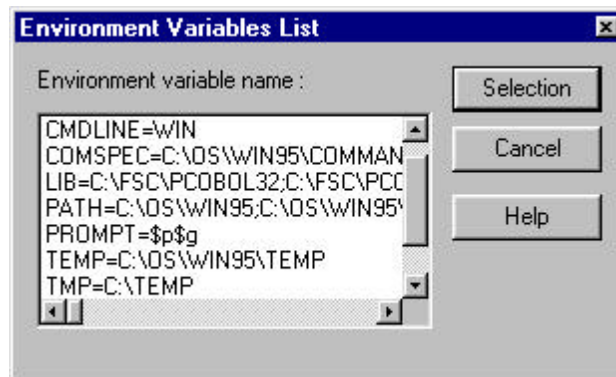 Environment Variables List
Environment variable name :
CMDLINE=WIN
COMSPEC=C:\OS\WIN95\COMMAN
LIB=C:\FSC\PCOBOL32;C:\FSC\PCO
PATH=C:\OS\WIN95;C:\OS\WIN95\
PROMPT=$p$g
TEMP=C:\OS\WIN95\TEMP
TMP=C:\TEMP
Selection
Cancel
Help